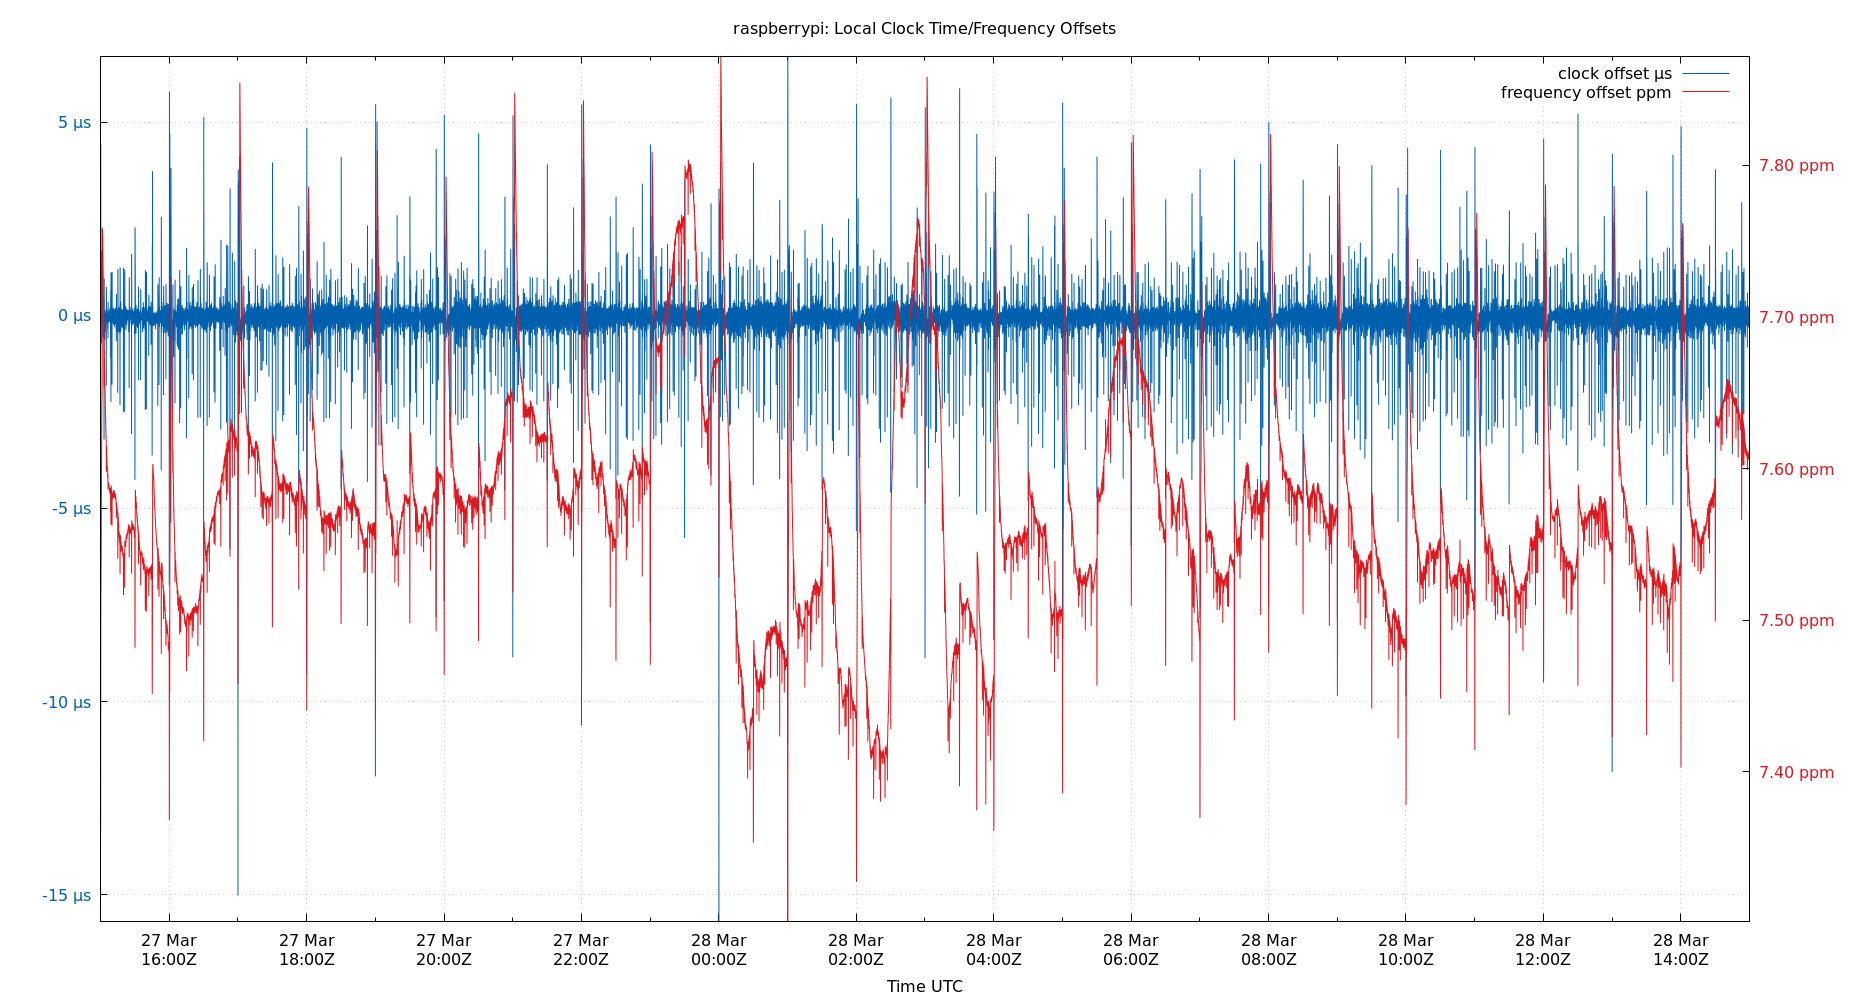 raspberrypi: Local Clock Time/Frequency Offsets
clock offset µs
frequency offset ppm
5 µs
0 µs
-5 µs
-10 µs
-15 µs
7.80 ppm
7.70 ppm
7.60 ppm
7.50 ppm
7.40 ppm
27 Mar 27 Mar 27 Mar 27 Mar 28 Mar 28 Mar 28 Mar 28 Mar 28 Mar 28 Mar 28 Mar 28 Mar
16:00Z 18:00Z 20:00Z 22:00Z 00:00Z 02:00Z 04:00Z 06:00Z 08:00Z 10:00Z 12:00Z 14:00Z
Time UTC